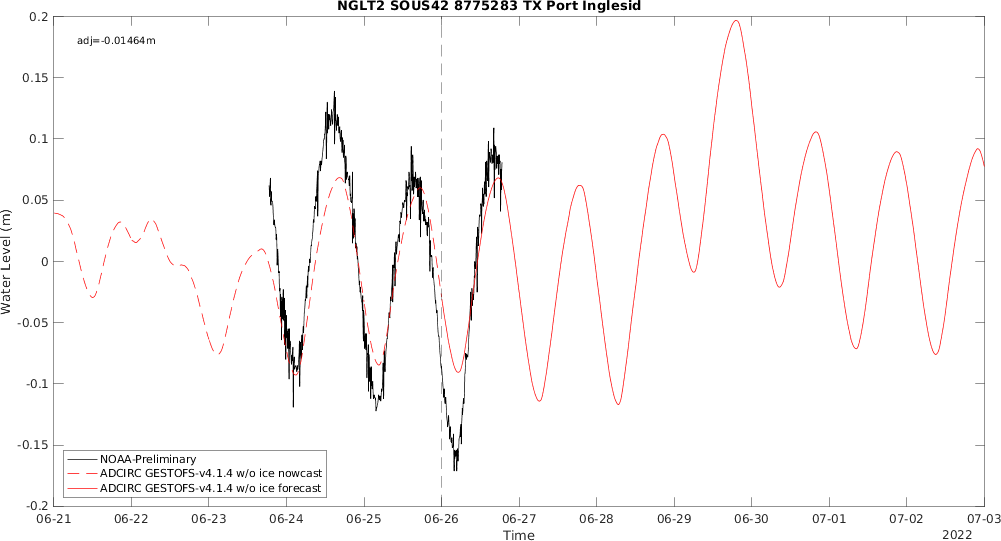 NGLT2 SOUS42 8775283 TX Port Inglesid
adj=-0.01464m
Water Level (m)
0.2
0.15
0.1
0.05
0
-0.05
-0.1
-0.15
-0.2
NOAA-Preliminary
ADCIRC GESTOFS-v4.1.4 w/o ice nowcast
ADCIRC GESTOFS-v4.1.4 w/o ice forecast
06-21 06-22 06-23 06-24 06-25 06-26 06-27 06-28 06-29 06-30 07-01 07-02 07-03
Time
2022